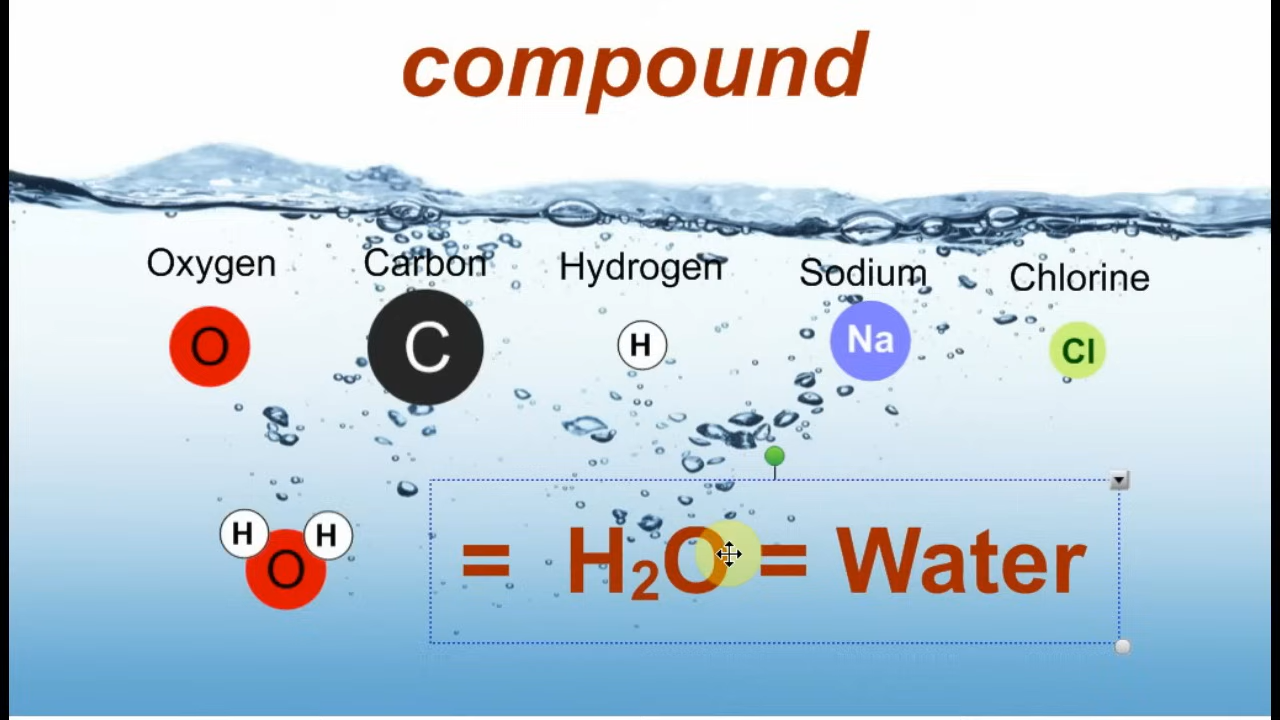 compound
Oxygen Carbon Hydrogen Sodium Chlorine
O C H Na Cl
H H
O
= H₂O = Water